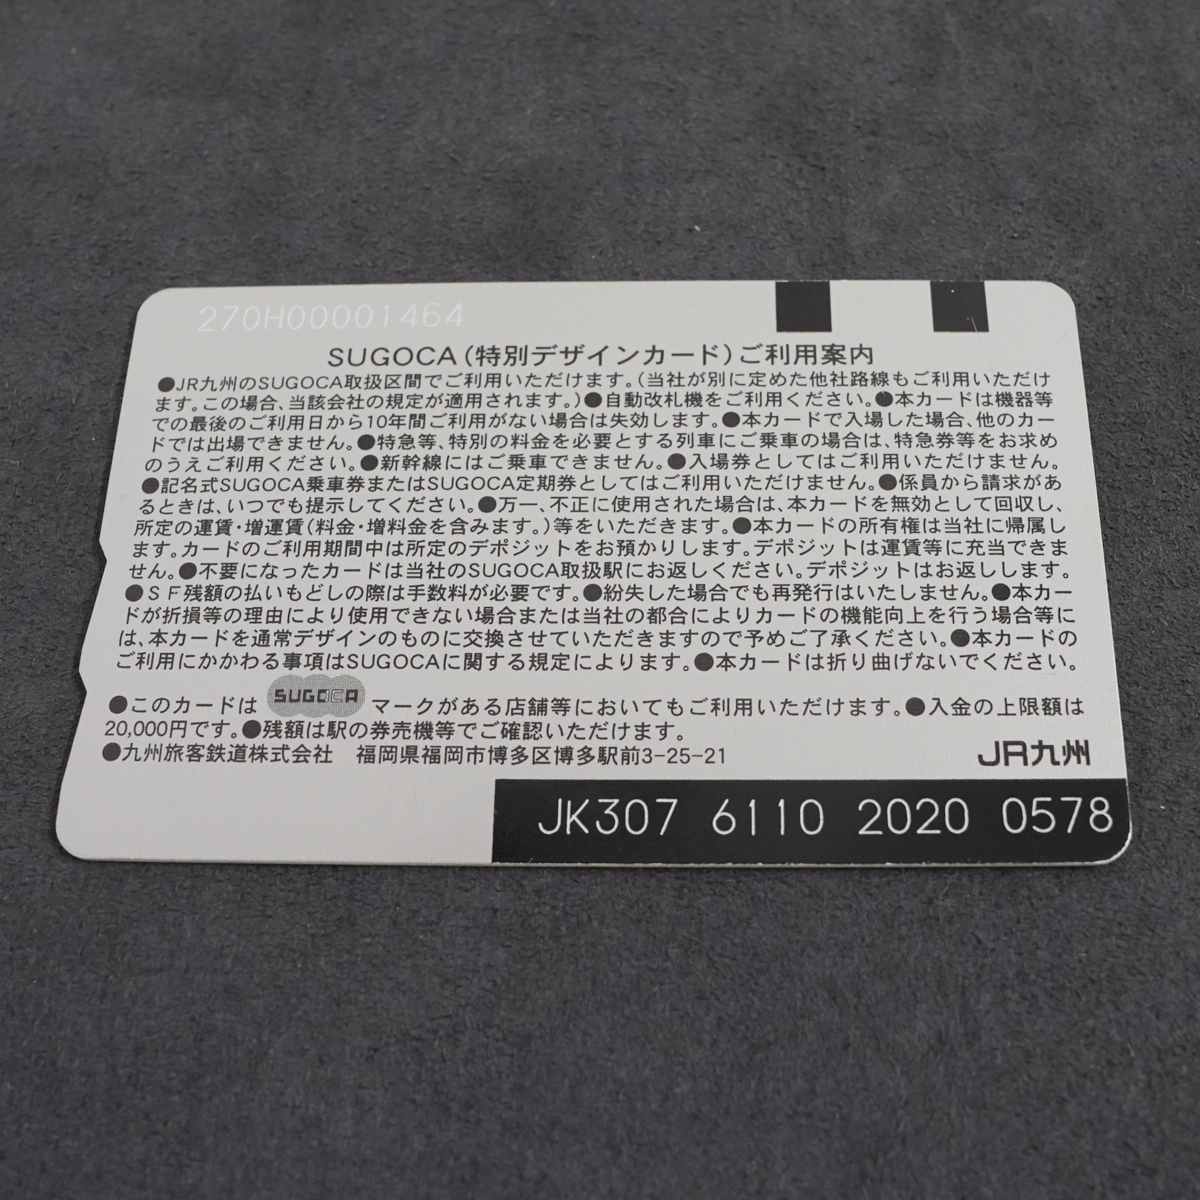 270H00001464
SUGOCA(特別デザインカード)ご利用案内
●JR九州のSUGOCA取扱区間でご利用いただけます。(当社が別に定めた他社路線もご利用いただけ
ます。この場合、当該会社の規定が適用されます。)●自動改札機をご利用ください。●本カードは機器等
での最後のご利用日から10年間ご利用がない場合は失効します。●本カードで入場した場合、他のカー
ドでは出場できません。●特急等、特別の料金を必要とする列車にご乗車の場合は、特急券等をお求め
のうえご利用ください。●新幹線にはご乗車できません。●入場券としてはご利用いただけません。
●記名式SUGOCA乗車券またはSUGOCA定期券としてはご利用いただけません。●係員から請求があ
るときは、いつでも提示してください。●万一、不正に使用された場合は、本カードを無効として回収し、
所定の運賃・増運賃(料金・増料金を含みます。)等をいただきます。●本カードの所有権は当社に帰属し
ます。カードのご利用期間中は所定のデポジットをお預かりします。デポジットは運賃等に充当できま
せん。●不要になったカードは当社のSUGOCA取扱駅にお返しください。デポジットはお返しします。
●SF残額の払いもどしの際は手数料が必要です。●紛失した場合でも再発行はいたしません。●本カー
ドが折損等の理由により使用できない場合または当社の都合によりカードの機能向上を行う場合等に
は、本カードを通常デザインのものに交換させていただきますので予めご了承ください。●本カードの
ご利用にかかわる事項はSUGOCAに関する規定によります。●本カードは折り曲げないでください。
●このカードは SUGOCA マークがある店舗等においてもご利用いただけます。●入金の上限額は
20,000円です。●残額は駅の券売機等でご確認いただけます。
●九州旅客鉄道株式会社 福岡県福岡市博多区博多駅前3-25-21
JR九州
JK307 6110 2020 0578